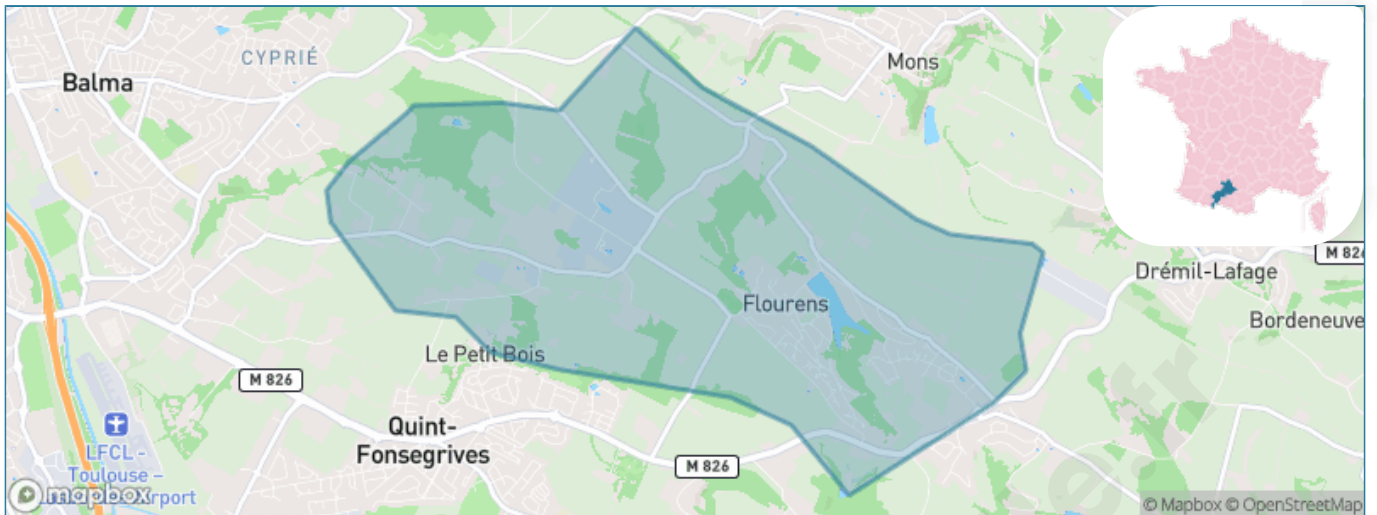 CYPRIÉ
Mons
Balma
M 826
Drémil-Lafage
Flourens
Bordeneuve
Le Petit Bois
M 826
Quint-
Fonsegrives
LFCL -
Toulouse –
M 826
mapbox
© Mapbox © OpenStreetMap